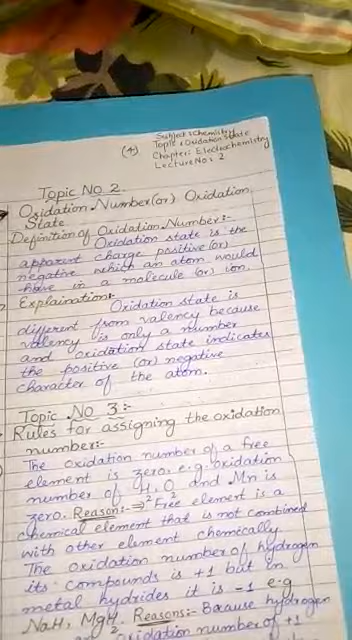 Subject: Chemistry
Topic: Oxidation State
(4)
Chapter: Electrochemistry
Lecture No: 2
Topic No 2
Oxidation Number (or) Oxidation
State
Definition of Oxidation Number:-
Oxidation state is the
apparent charge positive (or)
negative which an atom would
have in a molecule (or) ion.
Explaination:
Oxidation state is
different from valency because
valency is only a number
and oxidation state indicates
the positive (or) negative
character of the atom.
Topic No 3:-
Rules for assigning the oxidation
number:-
The oxidation number of a free
element is zero. e.g. oxidation
number of H2, O2 and Mn is
zero. Reason:-⇒ Free element is a
chemical element that is not combined
with other element chemically
The oxidation number of hydrogen
its compounds is +1 but in
metal hydrides it is -1 e·g
NaH, MgH2. Reasons:- Because hydrogen
oxidation number of +1